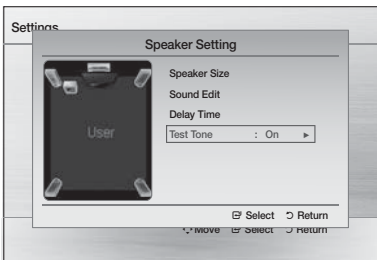 Settings
Speaker Setting
Speaker Size
Sound Edit
Delay Time
Test Tone : On ►
User
Select Return
Move Select Return